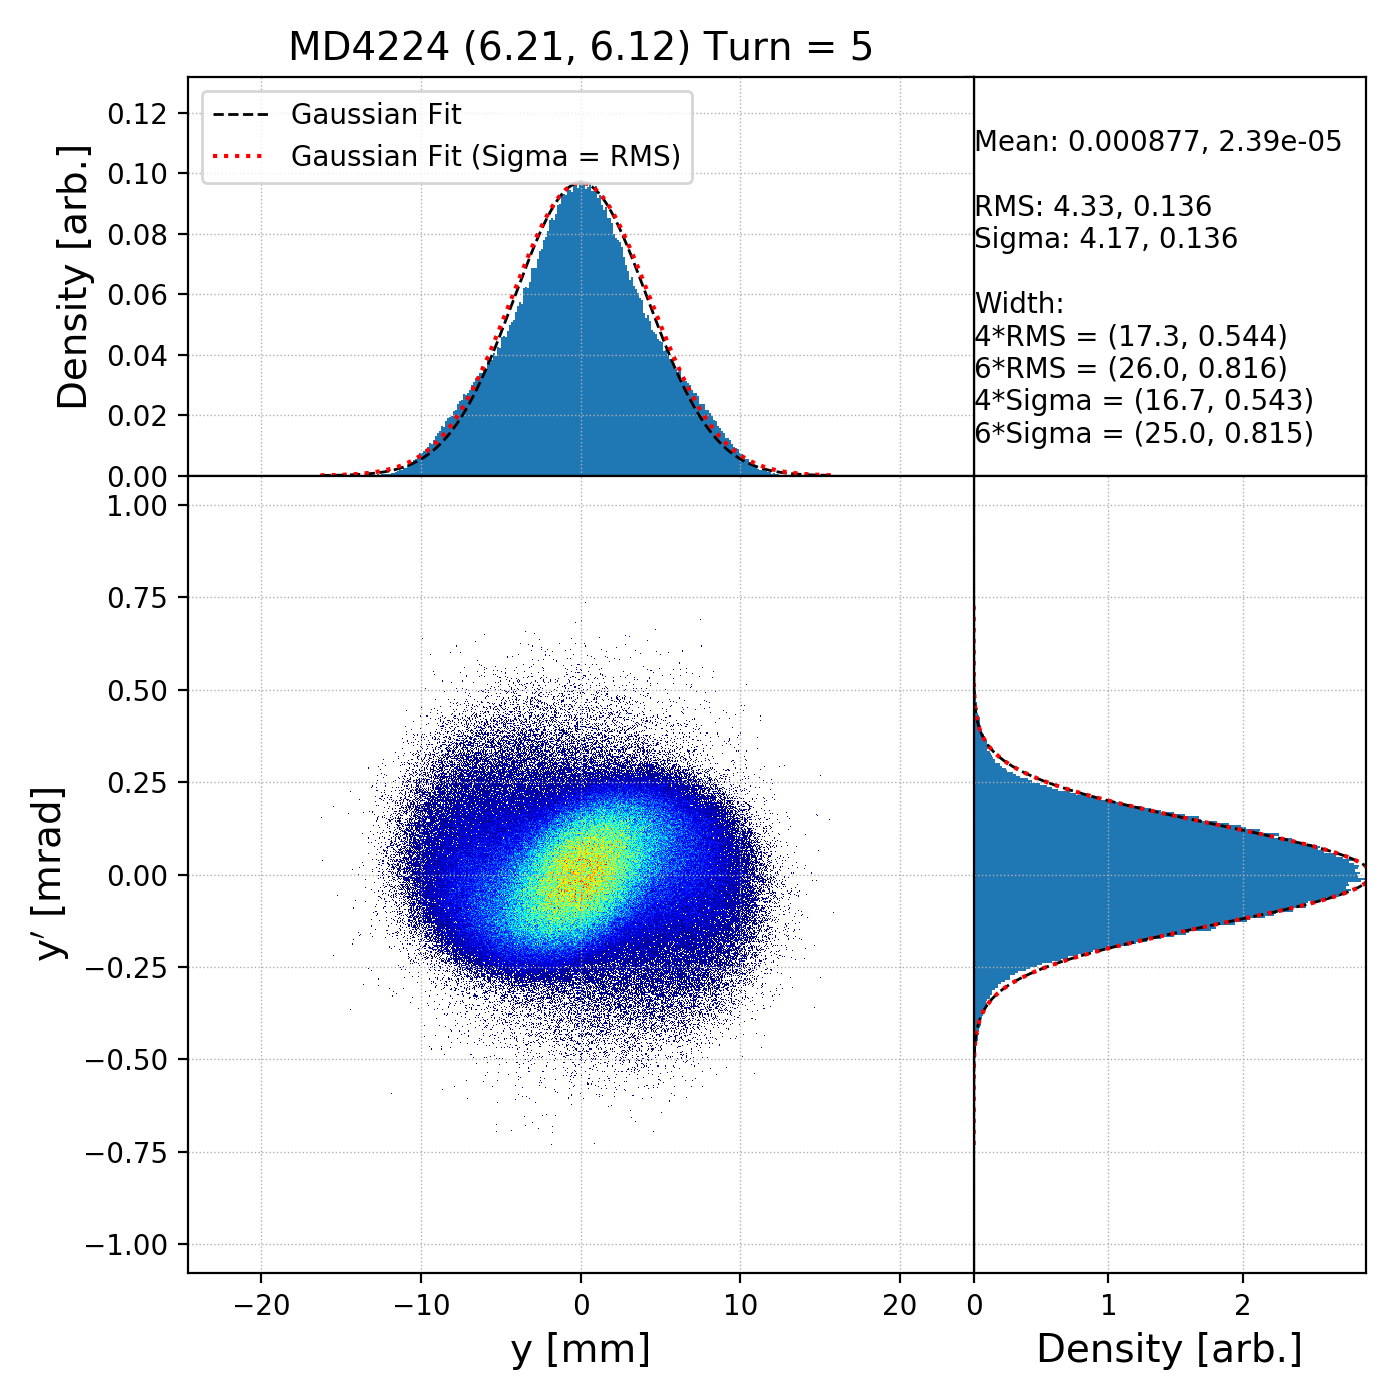 MD4224 (6.21, 6.12) Turn = 5
Gaussian Fit
Gaussian Fit (Sigma = RMS)
Density [arb.]
0.12
0.10
0.08
0.06
0.04
0.02
0.00
Mean: 0.000877, 2.39e-05
RMS: 4.33, 0.136
Sigma: 4.17, 0.136
Width:
4*RMS = (17.3, 0.544)
6*RMS = (26.0, 0.816)
4*Sigma = (16.7, 0.543)
6*Sigma = (25.0, 0.815)
y′ [mrad]
1.00
0.75
0.50
0.25
0.00
−0.25
−0.50
−0.75
−1.00
−20 −10 0 10 20
y [mm]
0 1 2
Density [arb.]